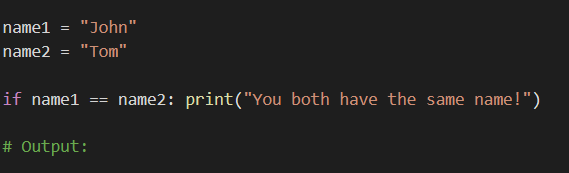 name1 = "John"
name2 = "Tom"
if name1 == name2: print("You both have the same name!")
# Output: